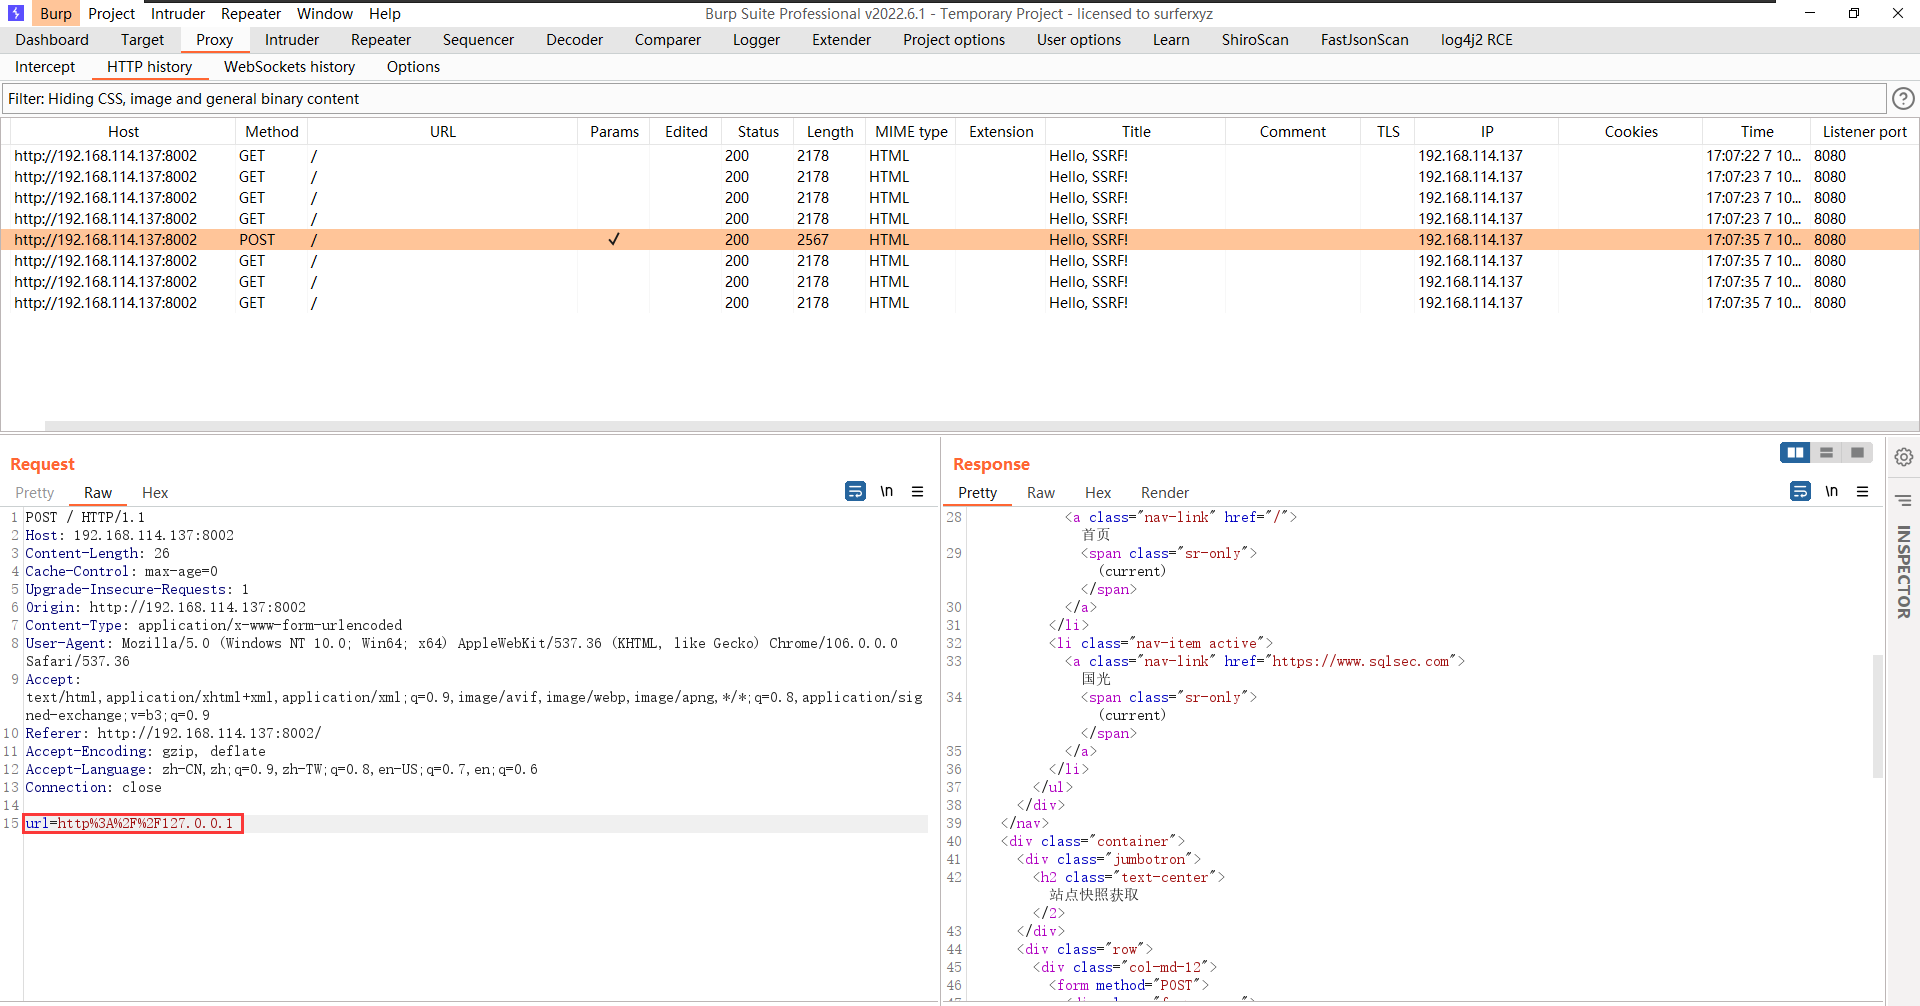 Burp Project Intruder Repeater Window Help Burp Suite Professional v2022.6.1 - Temporary Project - licensed to surferxyz
Dashboard Target Proxy Intruder Repeater Sequencer Decoder Comparer Logger Extender Project options User options Learn ShiroScan FastJsonScan log4j2 RCE
Intercept HTTP history WebSockets history Options
Filter: Hiding CSS, image and general binary content
Host Method URL Params Edited Status Length MIME type Extension Title Comment TLS IP Cookies Time Listener port
http://192.168.114.137:8002 GET / 200 2178 HTML Hello, SSRF! 192.168.114.137 17:07:22 7 10... 8080
http://192.168.114.137:8002 GET / 200 2178 HTML Hello, SSRF! 192.168.114.137 17:07:23 7 10... 8080
http://192.168.114.137:8002 GET / 200 2178 HTML Hello, SSRF! 192.168.114.137 17:07:23 7 10... 8080
http://192.168.114.137:8002 GET / 200 2178 HTML Hello, SSRF! 192.168.114.137 17:07:23 7 10... 8080
http://192.168.114.137:8002 POST / ✓ 200 2567 HTML Hello, SSRF! 192.168.114.137 17:07:35 7 10... 8080
http://192.168.114.137:8002 GET / 200 2178 HTML Hello, SSRF! 192.168.114.137 17:07:35 7 10... 8080
http://192.168.114.137:8002 GET / 200 2178 HTML Hello, SSRF! 192.168.114.137 17:07:35 7 10... 8080
http://192.168.114.137:8002 GET / 200 2178 HTML Hello, SSRF! 192.168.114.137 17:07:35 7 10... 8080
Request
Pretty Raw Hex
\n
1 POST / HTTP/1.1
2 Host: 192.168.114.137:8002
3 Content-Length: 26
4 Cache-Control: max-age=0
5 Upgrade-Insecure-Requests: 1
6 Origin: http://192.168.114.137:8002
7 Content-Type: application/x-www-form-urlencoded
8 User-Agent: Mozilla/5.0 (Windows NT 10.0; Win64; x64) AppleWebKit/537.36 (KHTML, like Gecko) Chrome/106.0.0.0
Safari/537.36
9 Accept:
text/html,application/xhtml+xml,application/xml;q=0.9,image/avif,image/webp,image/apng,*/*;q=0.8,application/sig
ned-exchange;v=b3;q=0.9
10 Referer: http://192.168.114.137:8002/
11 Accept-Encoding: gzip, deflate
12 Accept-Language: zh-CN,zh;q=0.9,zh-TW;q=0.8,en-US;q=0.7,en;q=0.6
13 Connection: close
14
15 url=http%3A%2F%2F127.0.0.1
Response
Pretty Raw Hex Render
\n
28 <a class="nav-link" href="/">
首页
29 <span class="sr-only">
(current)
</span>
30 </a>
31 </li>
32 <li class="nav-item active">
33 <a class="nav-link" href="https://www.sqlsec.com">
国光
34 <span class="sr-only">
(current)
</span>
35 </a>
36 </li>
37 </ul>
38 </div>
39 </nav>
40 <div class="container">
41 <div class="jumbotron">
42 <h2 class="text-center">
站点快照获取
</2>
43 </div>
44 <div class="row">
45 <div class="col-md-12">
46 <form method="POST">
INSPECTOR